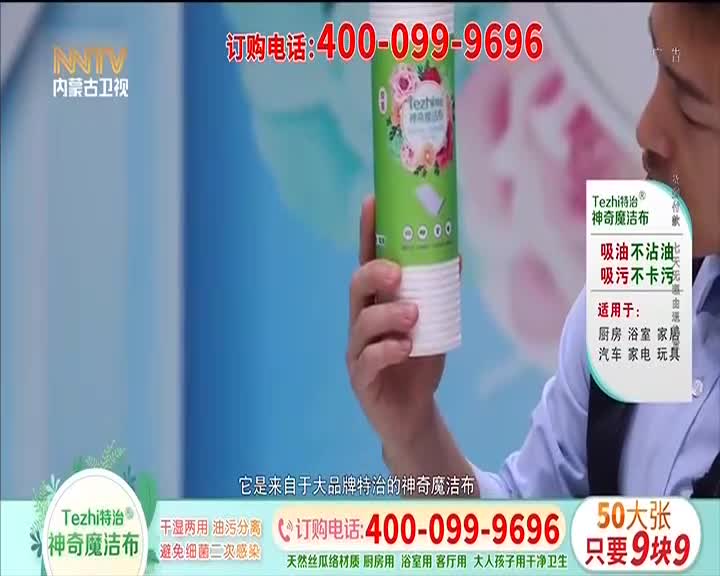 订购电话:400-099-9696
NNTV
内蒙古卫视
广告
Tezhi特治
神奇魔洁布
Tezhi特治®
神奇魔洁布
吸油不沾油
吸污不卡污
适用于:
厨房 浴室 家居
汽车 家电 玩具
它是来自于大品牌特治的神奇魔洁布
Tezhi特治®
神奇魔洁布
干湿两用 油污分离
避免细菌二次感染
订购电话:400-099-9696
天然丝瓜络材质 厨房用 浴室用 客厅用 大人孩子用干净卫生
50大张
只要9块9